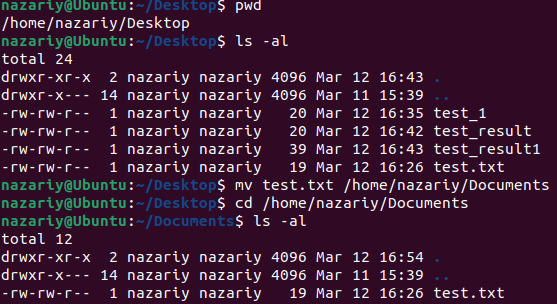 nazariy@Ubuntu:~/Desktop$ pwd
/home/nazariy/Desktop
nazariy@Ubuntu:~/Desktop$ ls -al
total 24
drwxr-xr-x  2 nazariy nazariy 4096 Mar 12 16:43 .
drwxr-x--- 14 nazariy nazariy 4096 Mar 11 15:39 ..
-rw-rw-r--  1 nazariy nazariy   20 Mar 12 16:35 test_1
-rw-rw-r--  1 nazariy nazariy   20 Mar 12 16:42 test_result
-rw-rw-r--  1 nazariy nazariy   39 Mar 12 16:43 test_result1
-rw-rw-r--  1 nazariy nazariy   19 Mar 12 16:26 test.txt
nazariy@Ubuntu:~/Desktop$ mv test.txt /home/nazariy/Documents
nazariy@Ubuntu:~/Desktop$ cd /home/nazariy/Documents
nazariy@Ubuntu:~/Documents$ ls -al
total 12
drwxr-xr-x  2 nazariy nazariy 4096 Mar 12 16:54 .
drwxr-x--- 14 nazariy nazariy 4096 Mar 11 15:39 ..
-rw-rw-r--  1 nazariy nazariy   19 Mar 12 16:26 test.txt